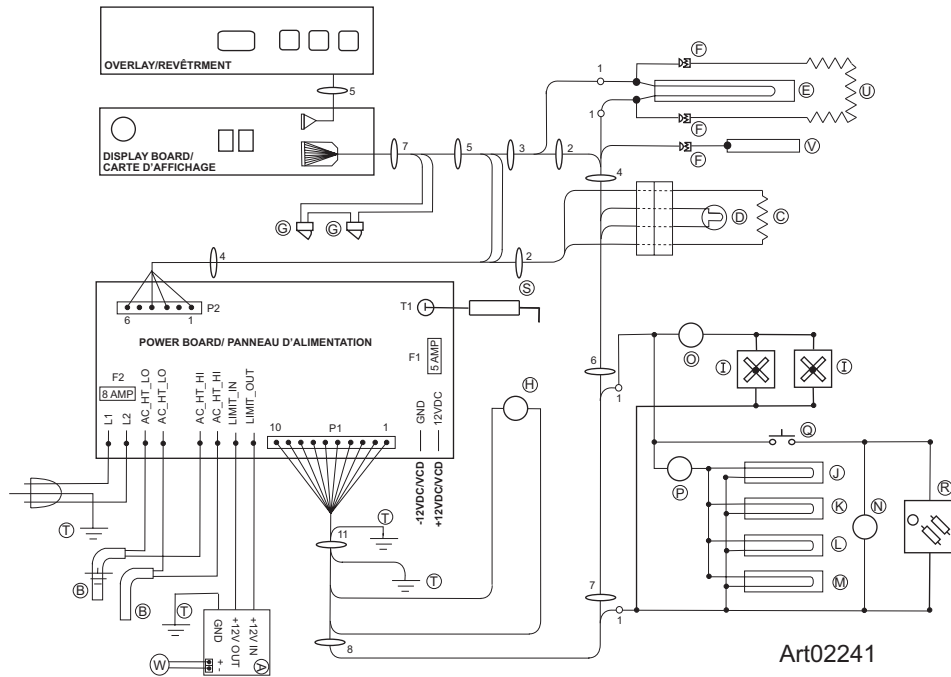 OVERLAY/REVÊTRMENT
5
DISPLAY BOARD/
CARTE D'AFFICHAGE
7
5
3
2
1
1
4
F
E
U
F
F
V
D
C
G
G
4
2
S
6
1
P2
T1
POWER BOARD/ PANNEAU D'ALIMENTATION
F1
5 AMP
F2
8 AMP
L1
L2
AC_HT_LO
AC_HT_LO
AC_HT_HI
AC_HT_HI
LIMIT_IN
LIMIT_OUT
10
P1
1
GND
12VDC
-12VDC/VCD
+12VDC/VCD
H
6
1
O
I
I
Q
P
J
K
L
M
N
R
T
B
B
T
11
T
T
8
7
1
GND
+12V OUT
+12V IN
A
+
-
W
Art02241